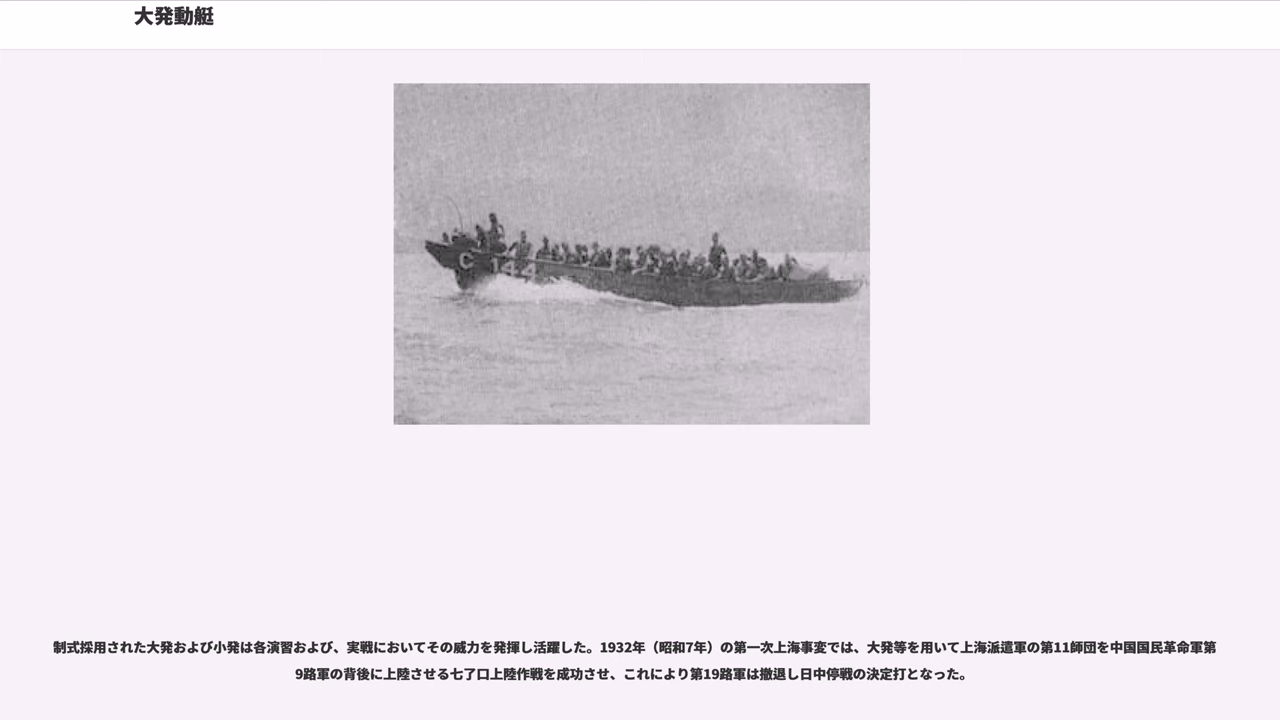 大発動艇
C 144
制式採用された大発および小発は各演習および、実戦においてその威力を発揮し活躍した。1932年（昭和7年）の第一次上海事変では、大発等を用いて上海派遣軍の第11師団を中国国民革命軍第
9路軍の背後に上陸させる七了口上陸作戦を成功させ、これにより第19路軍は撤退し日中停戦の決定打となった。